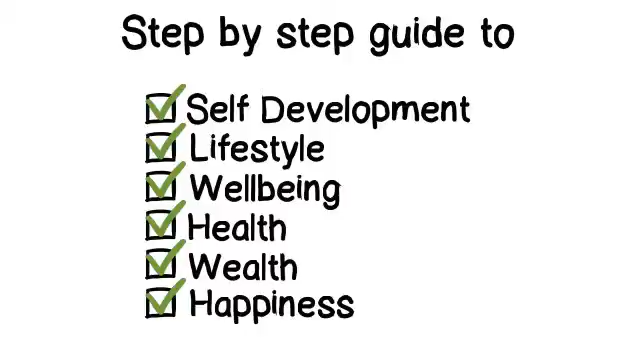 Step by step guide to
Self Development
Lifestyle
Wellbeing
Health
Wealth
Happiness